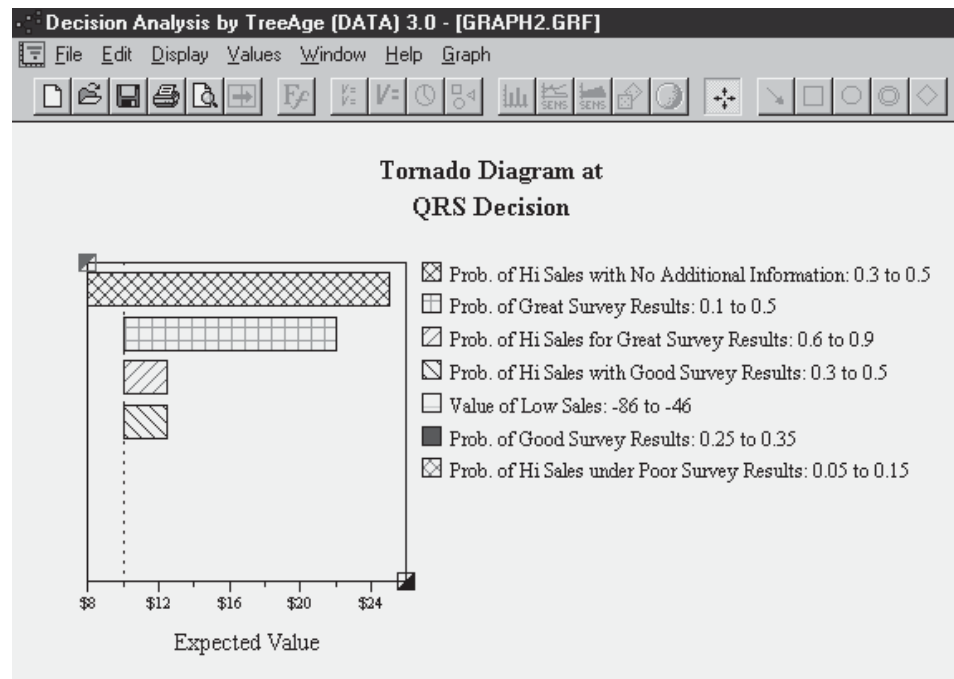 Decision Analysis by TreeAge (DATA) 3.0 - [GRAPH2.GRF]
File Edit Display Values Window Help Graph
Tornado Diagram at
QRS Decision
Prob. of Hi Sales with No Additional Information: 0.3 to 0.5
Prob. of Great Survey Results: 0.1 to 0.5
Prob. of Hi Sales for Great Survey Results: 0.6 to 0.9
Prob. of Hi Sales with Good Survey Results: 0.3 to 0.5
Value of Low Sales: -86 to -46
Prob. of Good Survey Results: 0.25 to 0.35
Prob. of Hi Sales under Poor Survey Results: 0.05 to 0.15
$8 $12 $16 $20 $24
Expected Value